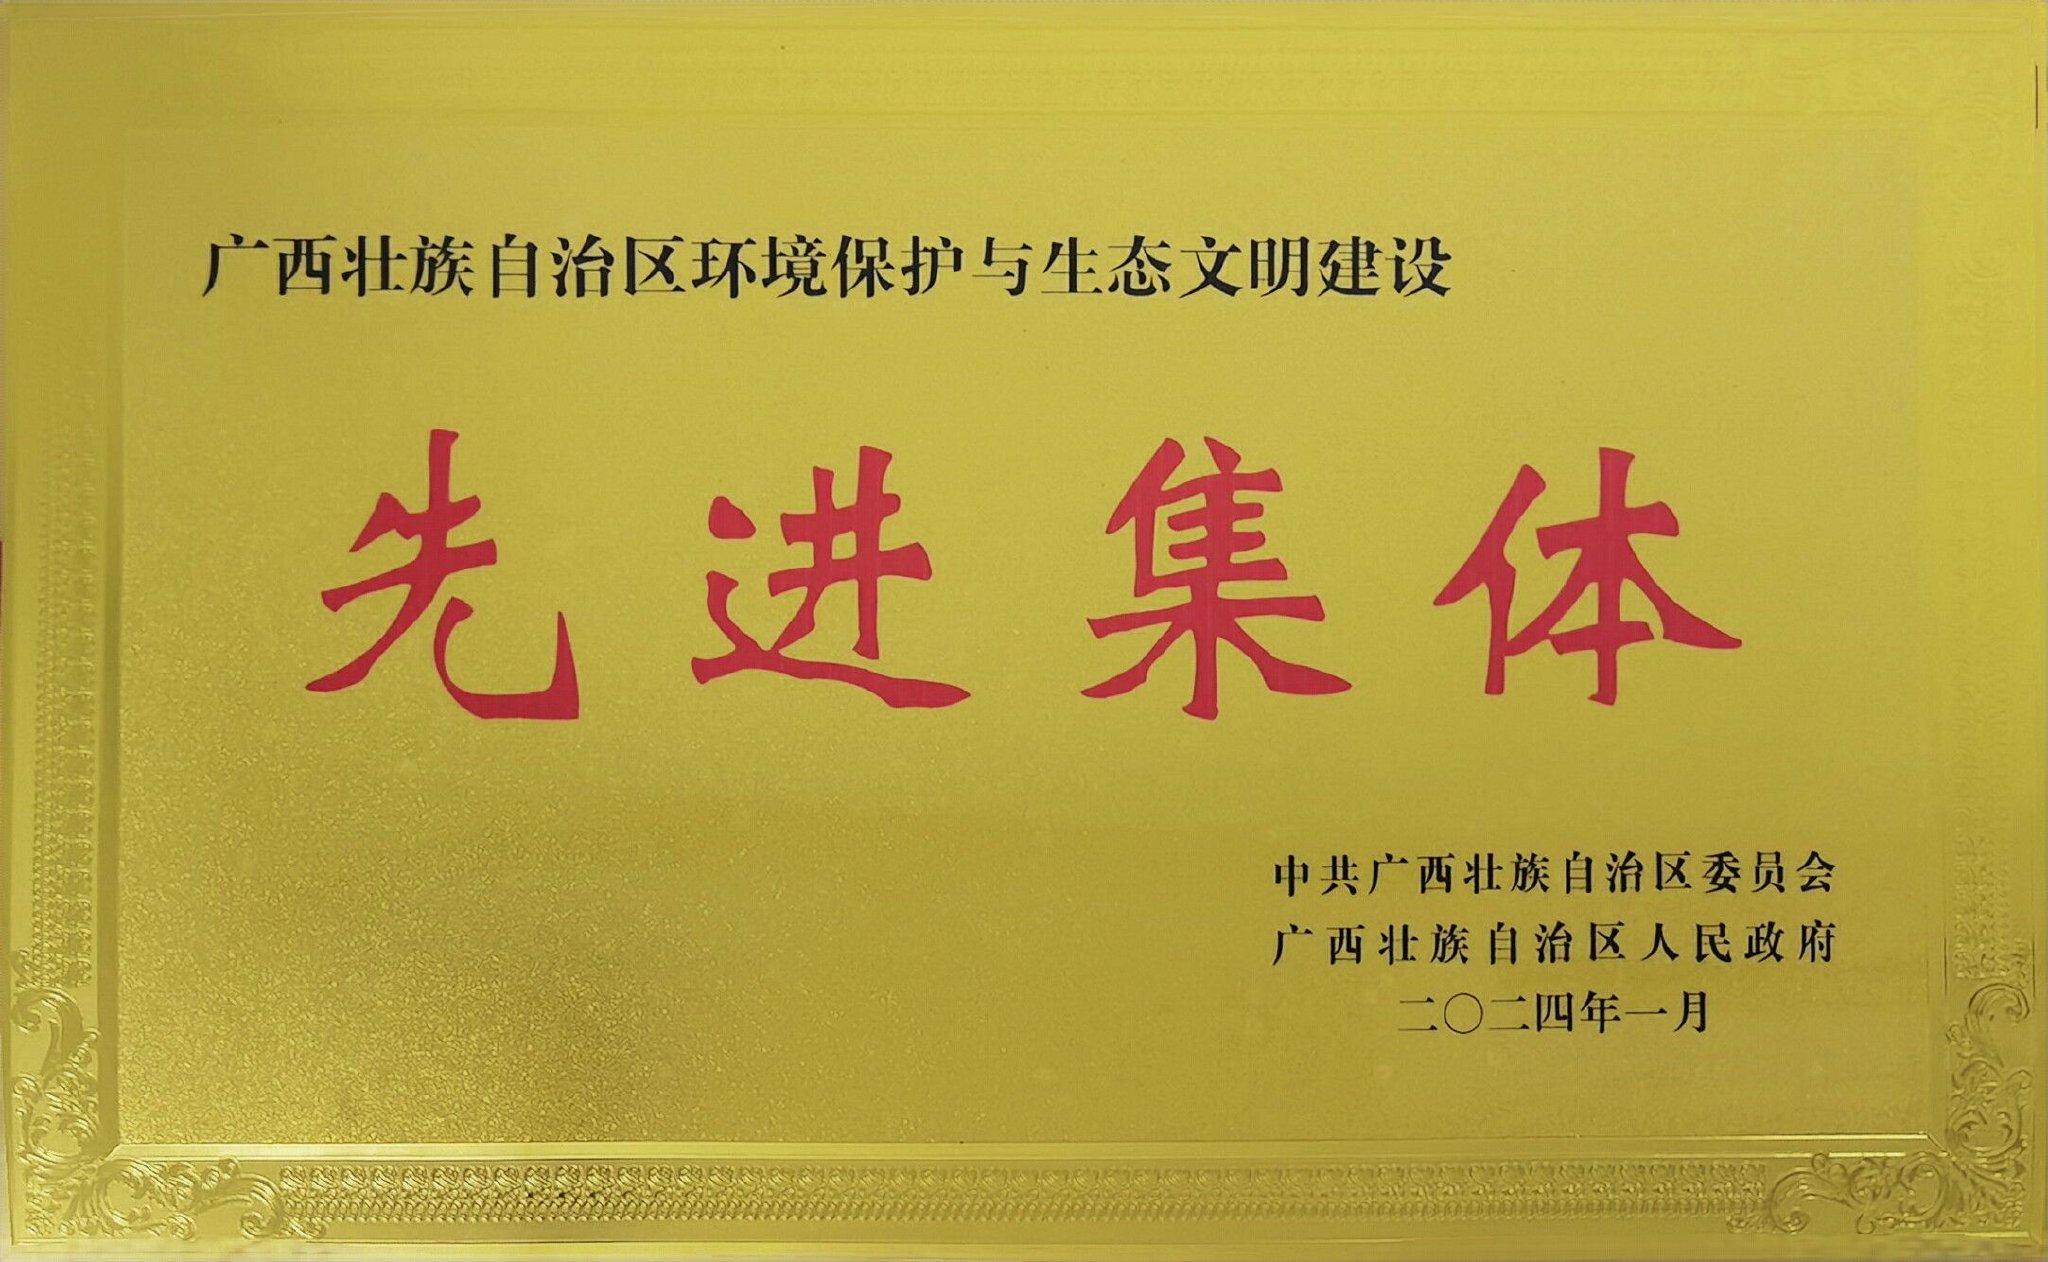 广西壮族自治区环境保护与生态文明建设
先进集体
中共广西壮族自治区委员会
广西壮族自治区人民政府
二〇二四年一月